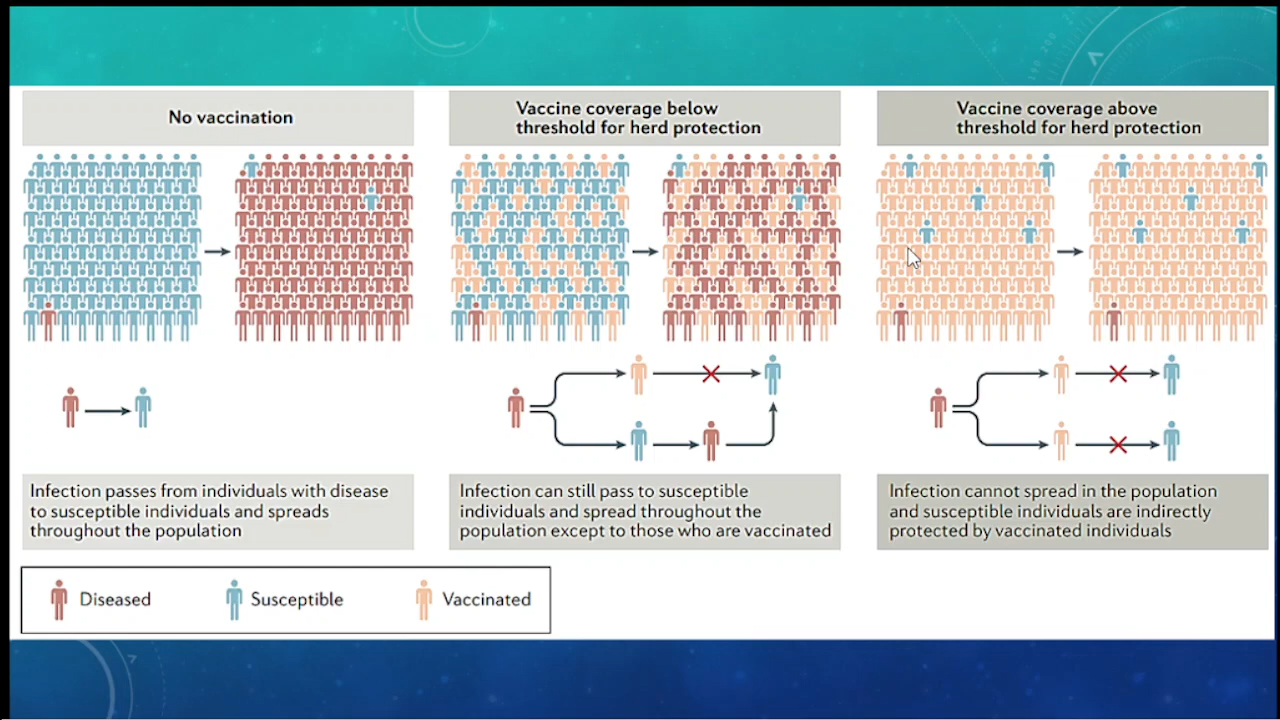 No vaccination
Vaccine coverage below
threshold for herd protection
Vaccine coverage above
threshold for herd protection
Infection passes from individuals with disease
to susceptible individuals and spreads
throughout the population
Infection can still pass to susceptible
individuals and spread throughout the
population except to those who are vaccinated
Infection cannot spread in the population
and susceptible individuals are indirectly
protected by vaccinated individuals
Diseased
Susceptible
Vaccinated